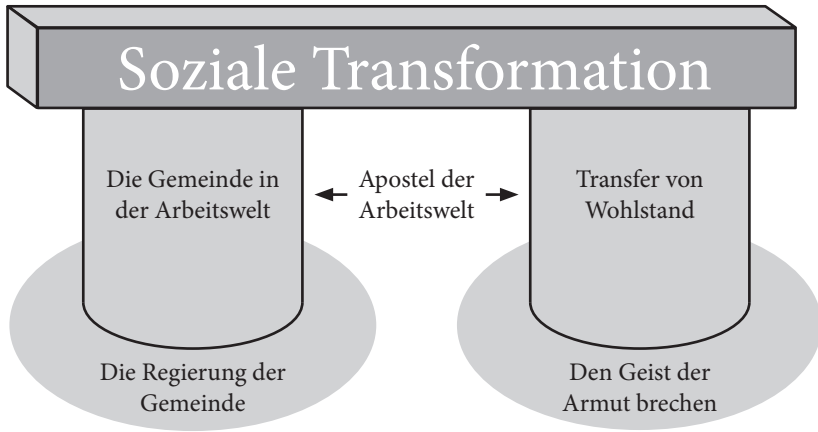 Soziale Transformation
Die Gemeinde in
der Arbeitswelt
Apostel der
Arbeitswelt
Transfer von
Wohlstand
Die Regierung der
Gemeinde
Den Geist der
Armut brechen